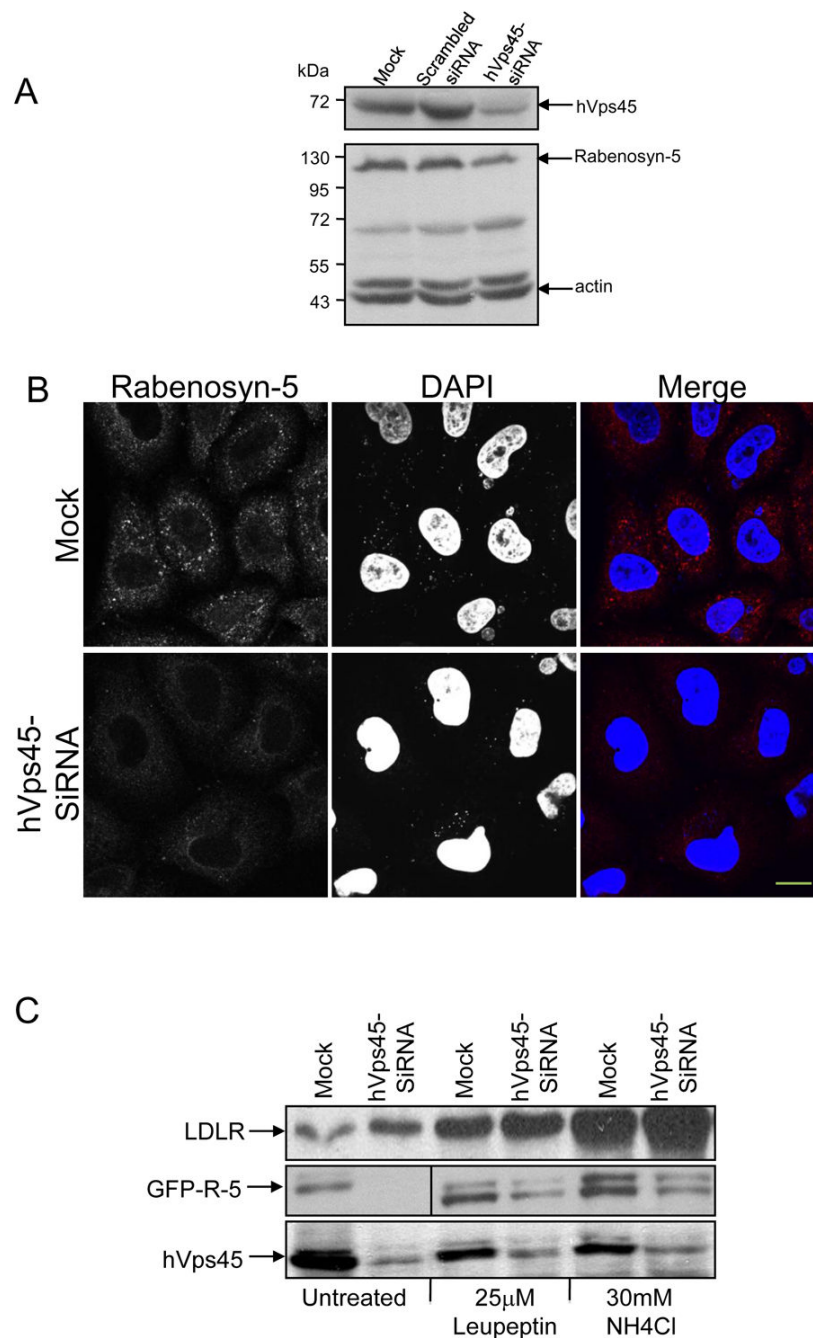 A
kDa
Mock
Scrambled
siRNA
hVps45-
siRNA
72
hVps45
130
Rabenosyn-5
95
72
55
43
actin
B
Rabenosyn-5 DAPI Merge
Mock
hVps45-
SiRNA
C
Mock
hVps45-
SiRNA
Mock
hVps45-
SiRNA
Mock
hVps45-
SiRNA
LDLR
GFP-R-5
hVps45
Untreated 25µM 30mM
Leupeptin NH4Cl